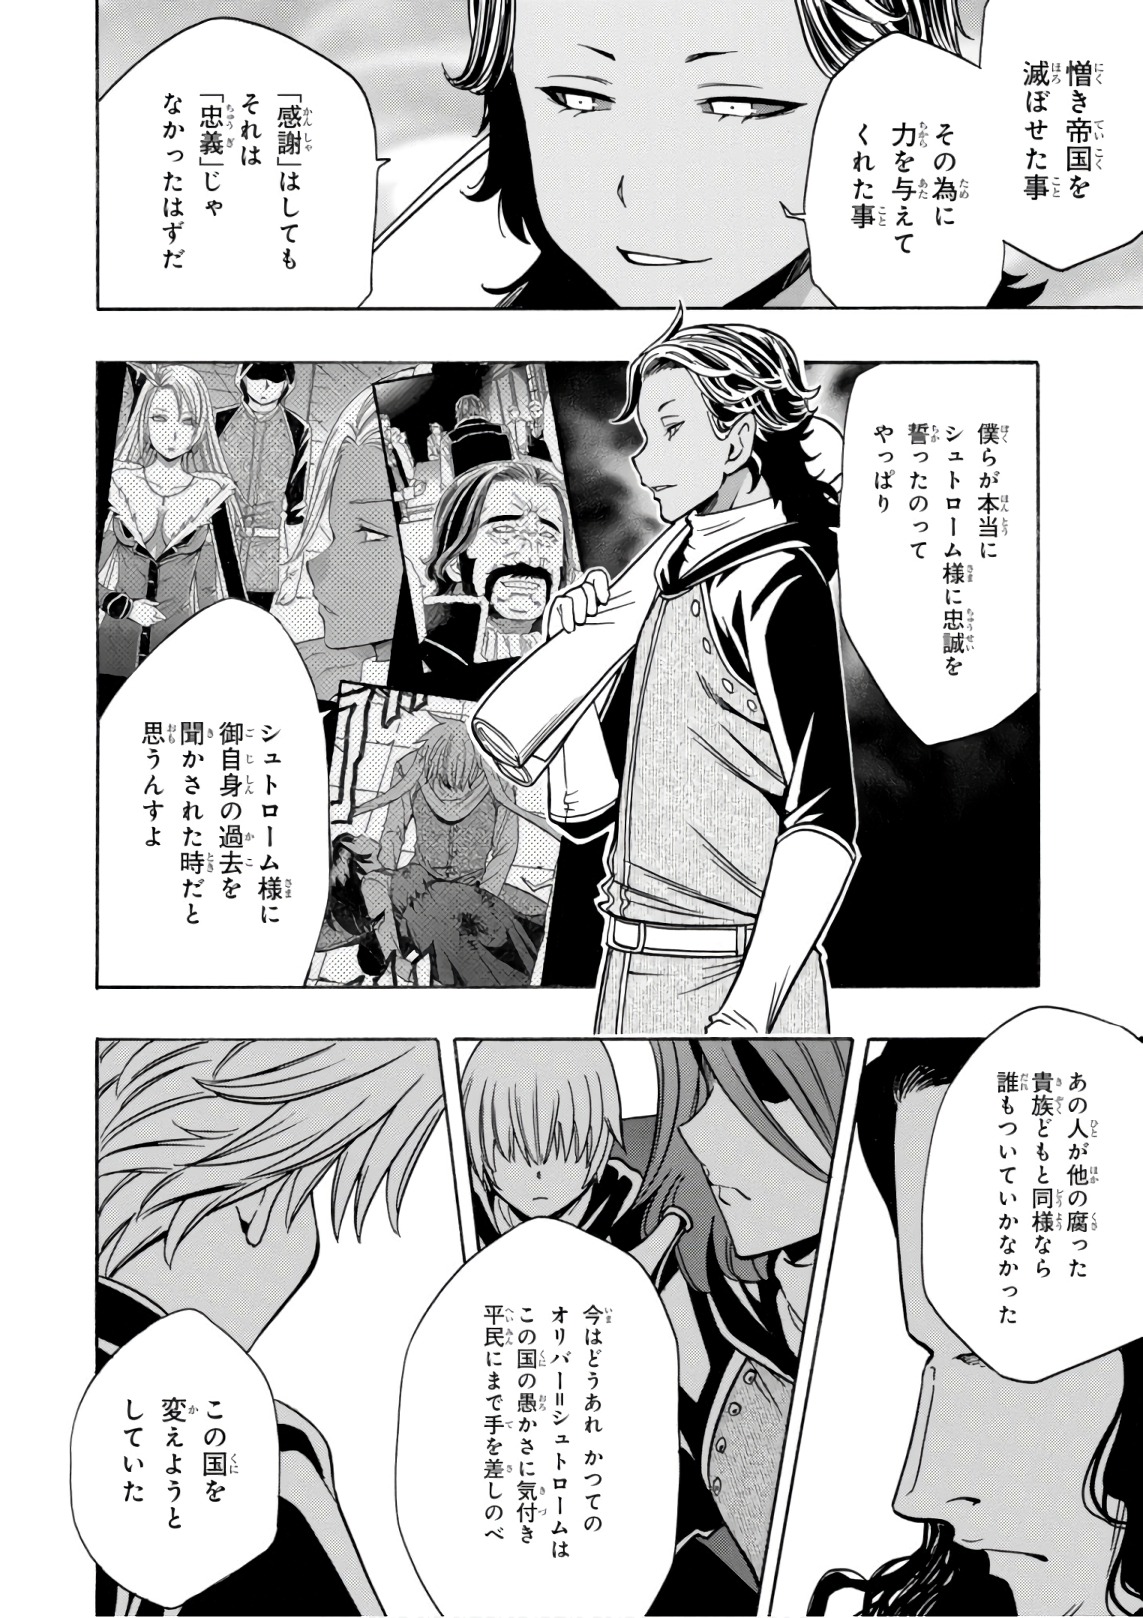 憎き帝国を
滅ぼせた事
その為に
力を与えて
くれた事
「感謝」はしても
それは
「忠義」じゃ
なかったはずだ
僕らが本当に
シュトローム様に忠誠を
誓ったのって
やっぱり
シュトローム様に
御自身の過去を
聞かされた時だと
思うんすよ
あの人が他の腐った
貴族どもと同様なら
誰もついていかなかった
今はどうあれ かつての
オリバー＝シュトロームは
この国の愚かさに気付き
平民にまで手を差しのべ
この国を
変えようと
していた